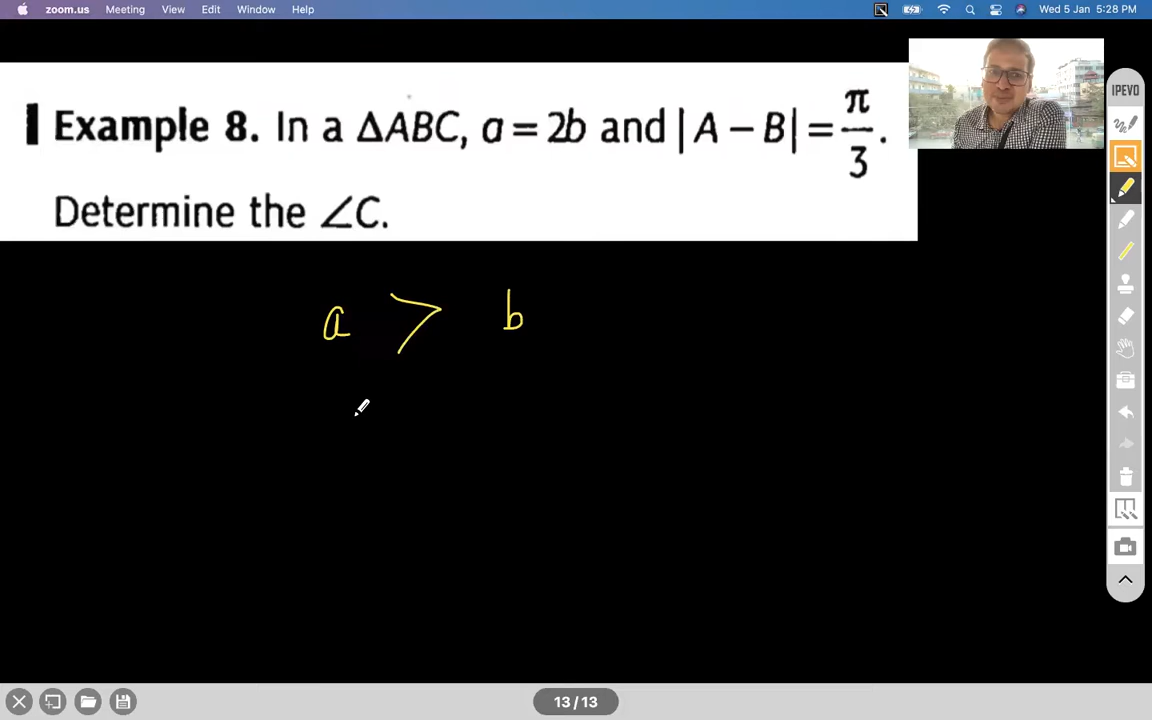 zoom.us Meeting View Edit Window Help Wed 5 Jan 5:28 PM
IPEVO
Example 8. In a ΔABC, a = 2b and |A − B| = π/3.
Determine the ∠C.
a > b
13/13